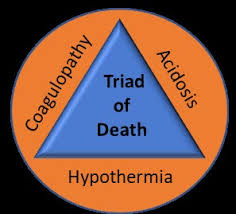 Coagulopathy
Acidosis
Triad
of
Death
Hypothermia